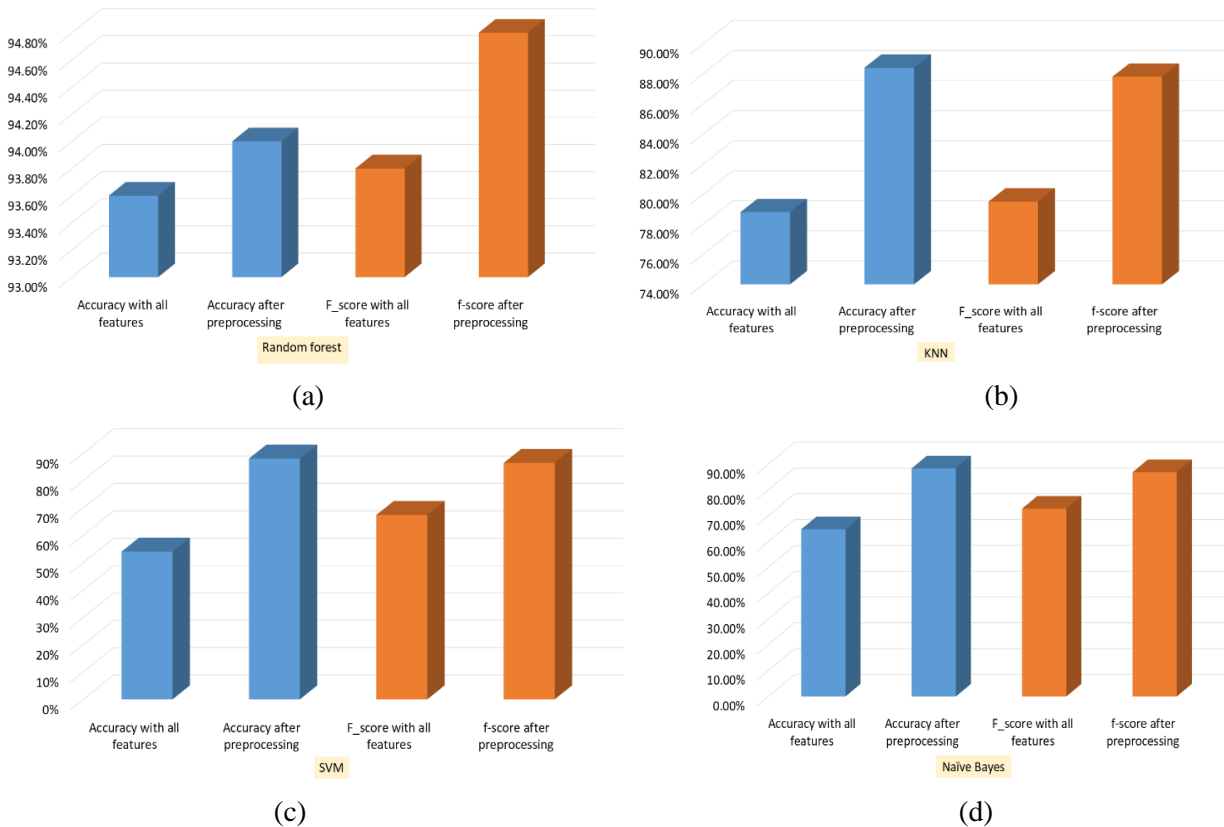 94.80%
94.60%
94.40%
94.20%
94.00%
93.80%
93.60%
93.40%
93.20%
93.00%
Accuracy with all
features
Accuracy after
preprocessing
F_score with all
features
f-score after
preprocessing
Random forest
(a)
90.00%
88.00%
86.00%
84.00%
82.00%
80.00%
78.00%
76.00%
74.00%
Accuracy with all
features
Accuracy after
preprocessing
F_score with all
features
f-score after
preprocessing
KNN
(b)
90%
80%
70%
60%
50%
40%
30%
20%
10%
0%
Accuracy with all
features
Accuracy after
preprocessing
F_score with all
features
f-score after
preprocessing
SVM
(c)
90.00%
80.00%
70.00%
60.00%
50.00%
40.00%
30.00%
20.00%
10.00%
0.00%
Accuracy with all
features
Accuracy after
preprocessing
F_score with all
features
f-score after
preprocessing
Naïve Bayes
(d)